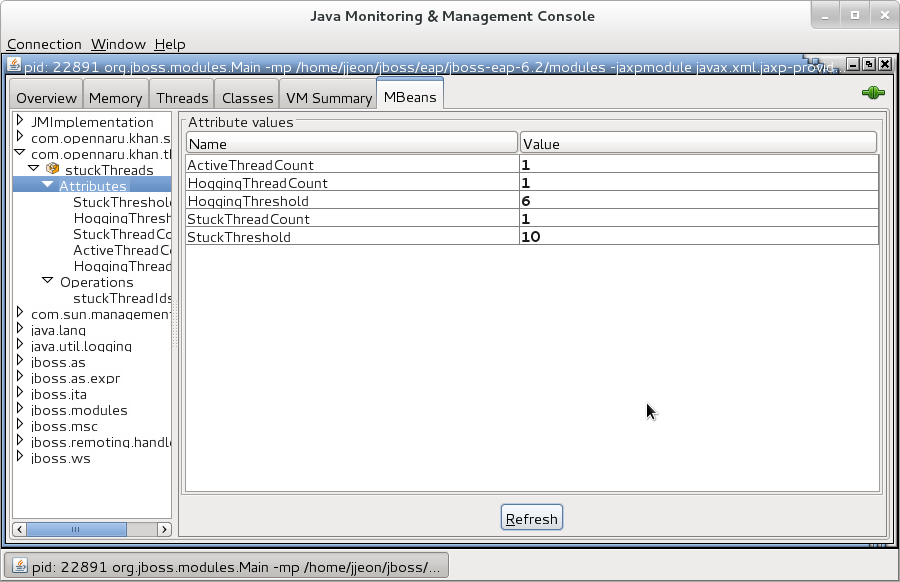 Java Monitoring & Management Console
Connection Window Help
pid: 22891 org.jboss.modules.Main -mp /home/jjeon/jboss/eap/jboss-eap-6.2/modules -jaxpmodule javax.xml.jaxp-provid...
Overview Memory Threads Classes VM Summary MBeans
JMImplementation
com.opennaru.khan.s
com.opennaru.khan.tl
stuckThreads
Attributes
StuckThreshol
HoggingThresh
StuckThreadCo
ActiveThreadC
HoggingThread
Operations
stuckThreadIds
com.sun.management
java.lang
java.util.logging
jboss.as
jboss.as.expr
jboss.jta
jboss.modules
jboss.msc
jboss.remoting.handle
jboss.ws
Attribute values
Name Value
ActiveThreadCount 1
HoggingThreadCount 1
HoggingThreshold 6
StuckThreadCount 1
StuckThreshold 10
Refresh
pid: 22891 org.jboss.modules.Main -mp /home/jjeon/jboss/...